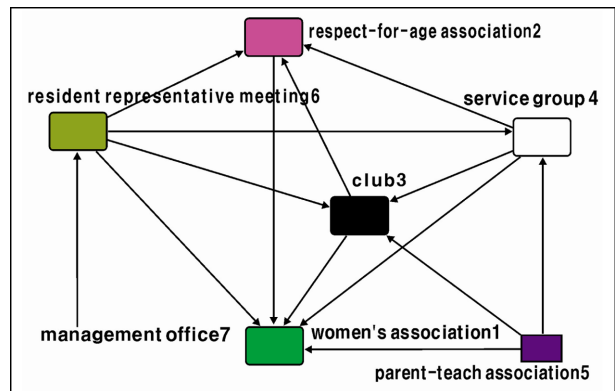 respect-for-age association2
resident representative meeting6
service group 4
club3
management office7
women's association1
parent-teach association5